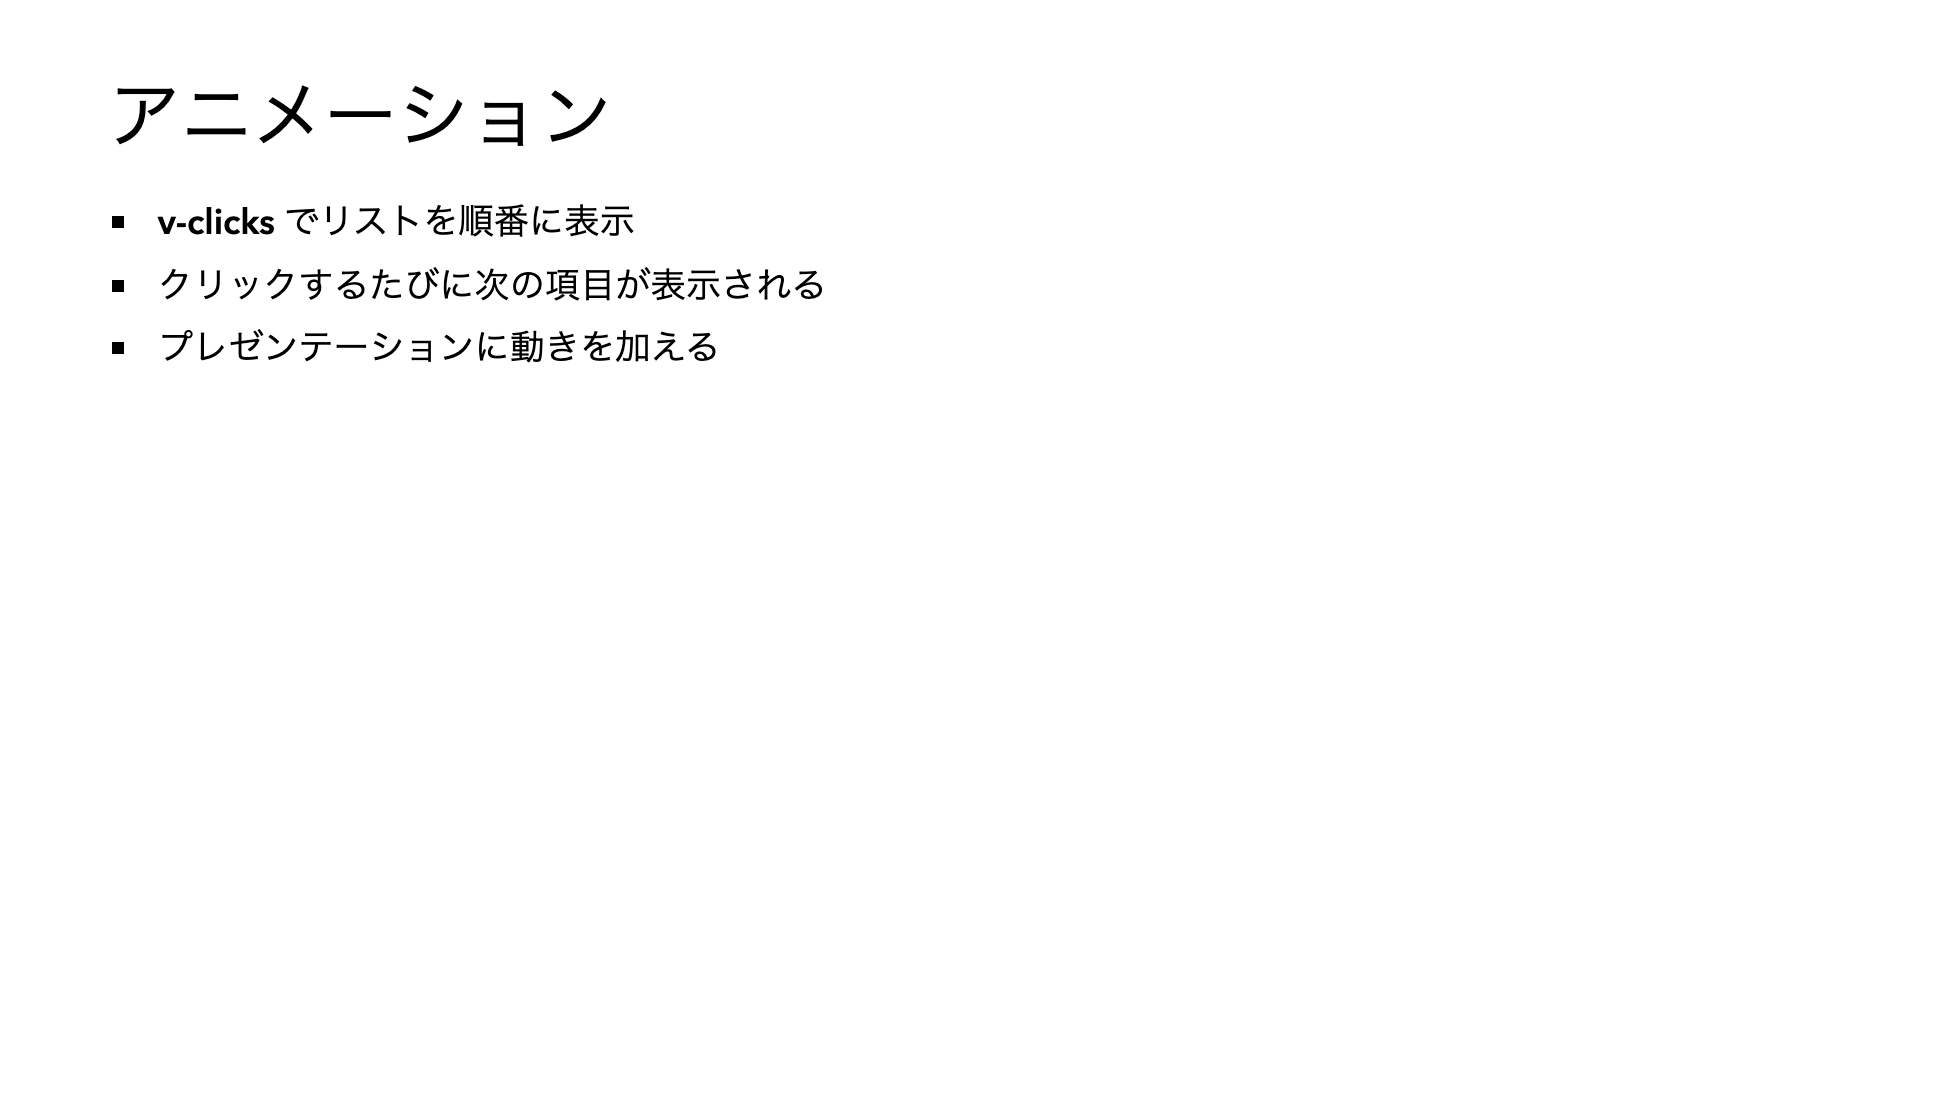 アニメーション
v-clicks でリストを順番に表示
クリックするたびに次の項目が表示される
プレゼンテーションに動きを加える